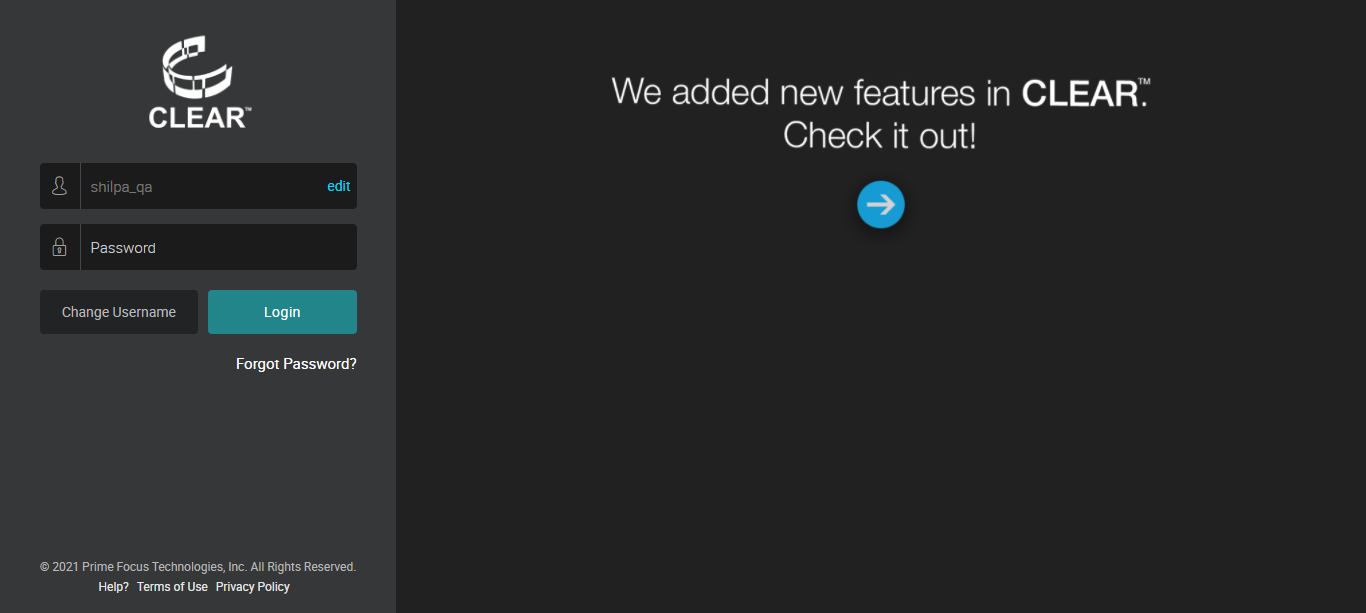 CLEAR™
shilpa_qa
edit
Password
Change Username
Login
Forgot Password?
© 2021 Prime Focus Technologies, Inc. All Rights Reserved.
Help? Terms of Use Privacy Policy
We added new features in CLEAR™.
Check it out!